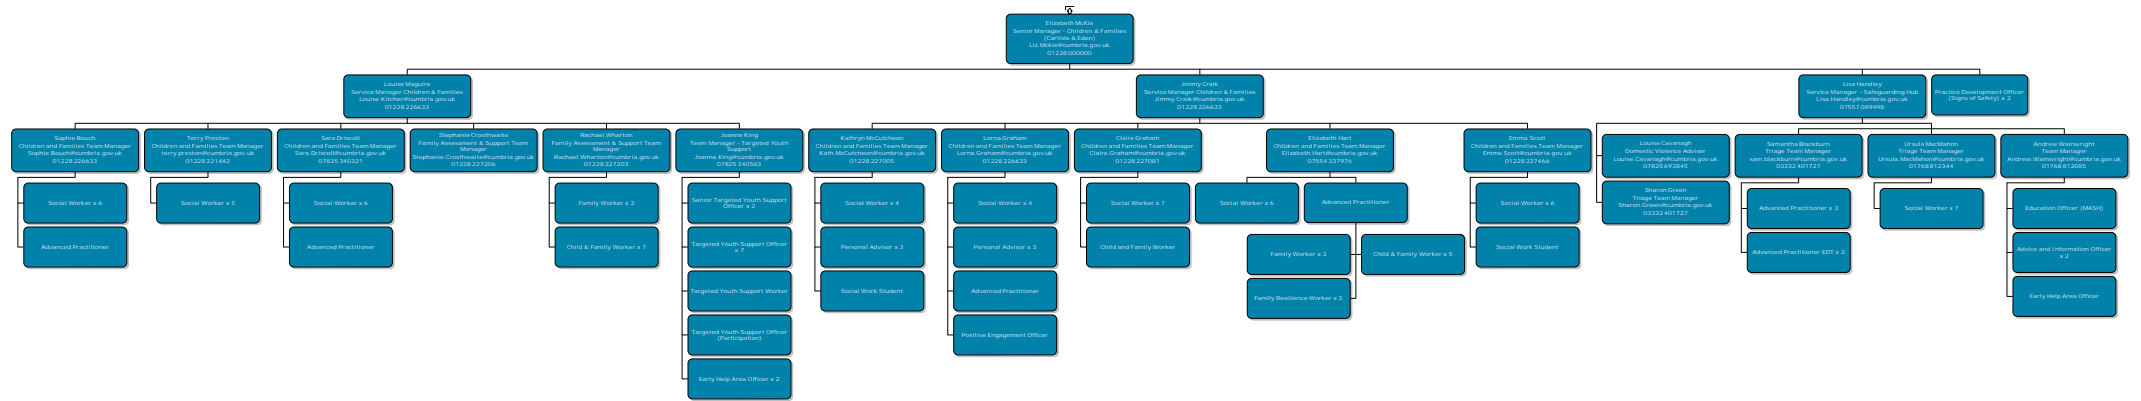 Elizabeth McKie
Senior Manager - Children & Families
(Carlisle & Eden)
Liz.Mckie@cumbria.gov.uk
01228 000000
Louise Maguire
Service Manager Children & Families
Louise.Kitcher@cumbria.gov.uk
01228 226633
Jimmy Craik
Service Manager Children & Families
Jimmy.Craik@cumbria.gov.uk
01228 226633
Lisa Handley
Service Manager - Safeguarding Hub
Lisa.Handley@cumbria.gov.uk
07557 089998
Practice Development Officer
(Signs of Safety) x 2
Sophie Bouch
Children and Families Team Manager
Sophie.Bouch@cumbria.gov.uk
01228 226633
Terry Preston
Children and Families Team Manager
terry.preston@cumbria.gov.uk
01228 221442
Sara Driscoll
Children and Families Team Manager
Sara.Driscoll@cumbria.gov.uk
07825 340321
Stephanie Crosthwaite
Family Assessment & Support Team
Manager
Stephanie.Crosthwaite@cumbria.gov.uk
01228 227206
Rachael Wharton
Family Assessment & Support Team
Manager
Rachael.Wharton@cumbria.gov.uk
01228 227203
Joanne King
Team Manager - Targeted Youth
Support
Joanne.King@cumbria.gov.uk
07825 340563
Kathryn McCutcheon
Children and Families Team Manager
Kath.McCutcheon@cumbria.gov.uk
01228 227005
Lorna Graham
Children and Families Team Manager
Lorna.Graham@cumbria.gov.uk
01228 226633
Claire Graham
Children and Families Team Manager
Claire.Graham@cumbria.gov.uk
01228 227081
Elizabeth Hart
Children and Families Team Manager
Elizabeth.Hart@cumbria.gov.uk
07554 337976
Emma Scott
Children and Families Team Manager
Emma.Scott@cumbria.gov.uk
01228 227466
Louise Cavanagh
Domestic Violence Adviser
Louise.Cavanagh@cumbria.gov.uk
07825 693845
Samantha Blackburn
Triage Team Manager
sam.blackburn@cumbria.gov.uk
03332 401727
Ursula MacMahon
Triage Team Manager
Ursula.MacMahon@cumbria.gov.uk
01768 812344
Andrew Wainwright
Team Manager
Andrew.Wainwright@cumbria.gov.uk
01768 812085
Sharon Green
Triage Team Manager
Sharon.Green@cumbria.gov.uk
03332 401727
Social Worker x 6
Advanced Practitioner
Social Worker x 5
Social Worker x 6
Advanced Practitioner
Family Worker x 2
Child & Family Worker x 7
Senior Targeted Youth Support
Officer x 2
Targeted Youth Support Officer
x 7
Targeted Youth Support Worker
Targeted Youth Support Officer
(Participation)
Early Help Area Officer x 2
Social Worker x 4
Personal Advisor x 3
Social Work Student
Social Worker x 4
Personal Advisor x 3
Advanced Practitioner
Positive Engagement Officer
Social Worker x 7
Child and Family Worker
Social Worker x 6
Advanced Practitioner
Family Worker x 3
Child & Family Worker x 5
Family Resilience Worker x 3
Social Worker x 6
Social Work Student
Advanced Practitioner x 3
Advanced Practitioner EDT x 2
Social Worker x 7
Education Officer (MASH)
Advice and Information Officer
x 2
Early Help Area Officer